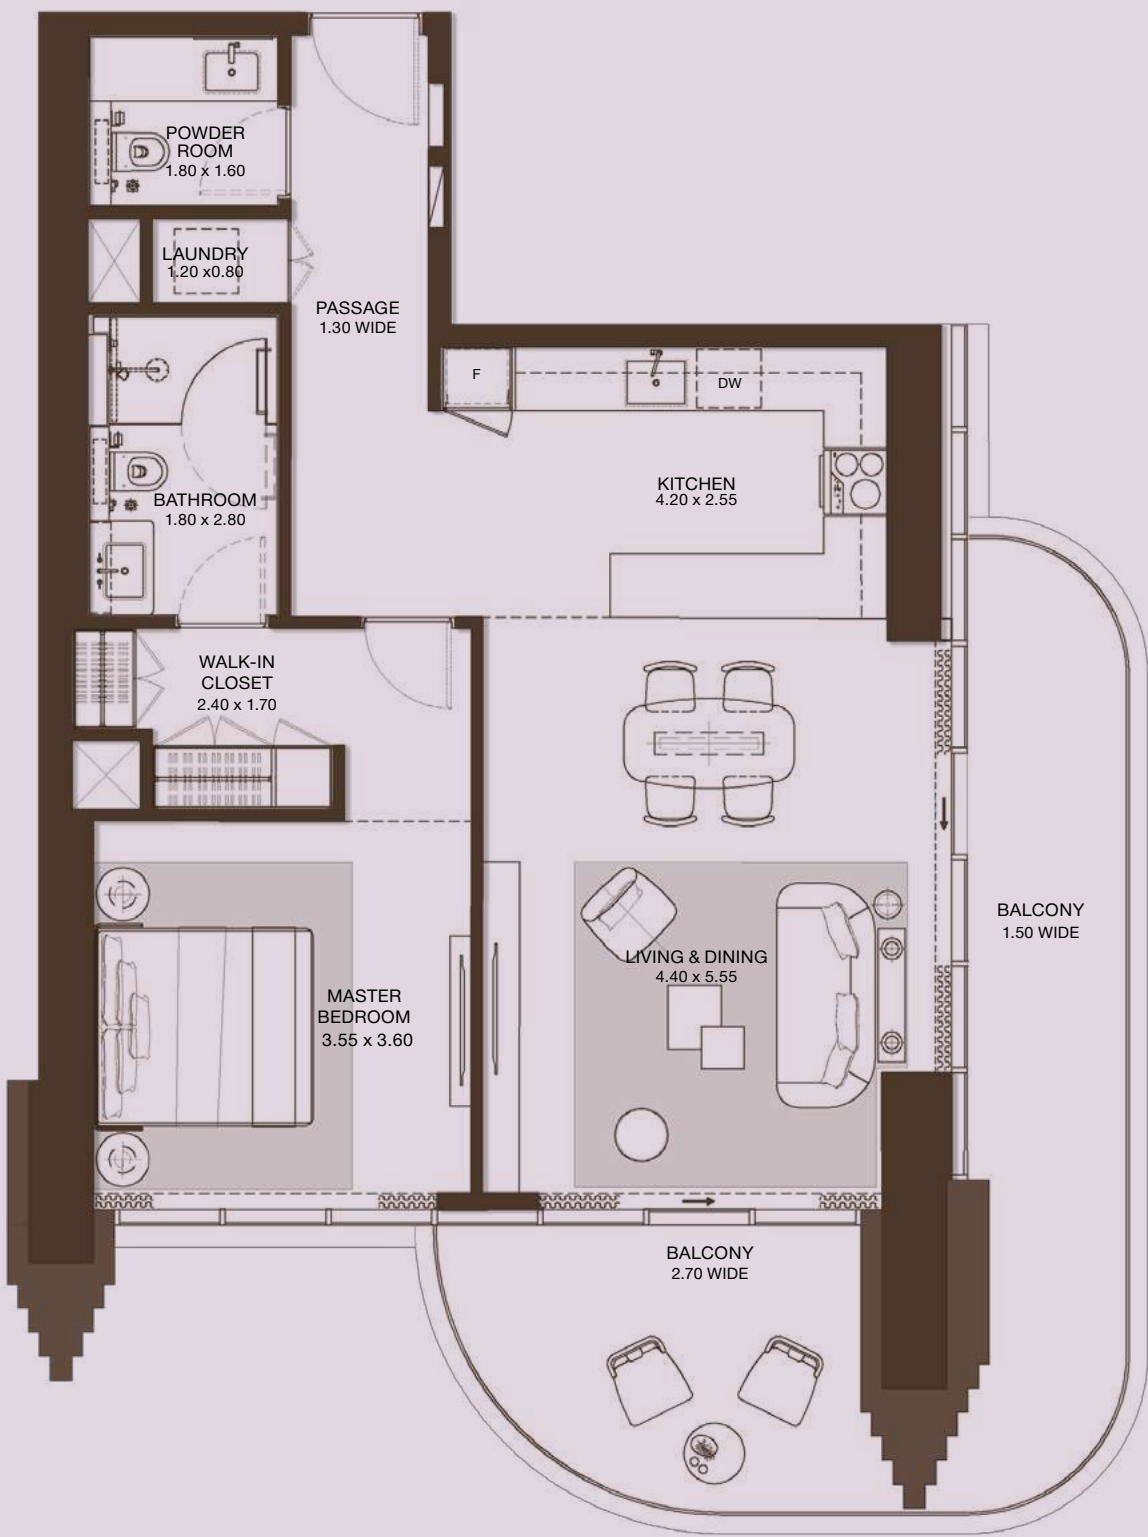 POWDER
ROOM
1.80 x 1.60
LAUNDRY
1.20 x0.80
PASSAGE
1.30 WIDE
F
DW
KITCHEN
4.20 x 2.55
BATHROOM
1.80 x 2.80
WALK-IN
CLOSET
2.40 x 1.70
BALCONY
1.50 WIDE
LIVING & DINING
4.40 x 5.55
MASTER
BEDROOM
3.55 x 3.60
BALCONY
2.70 WIDE